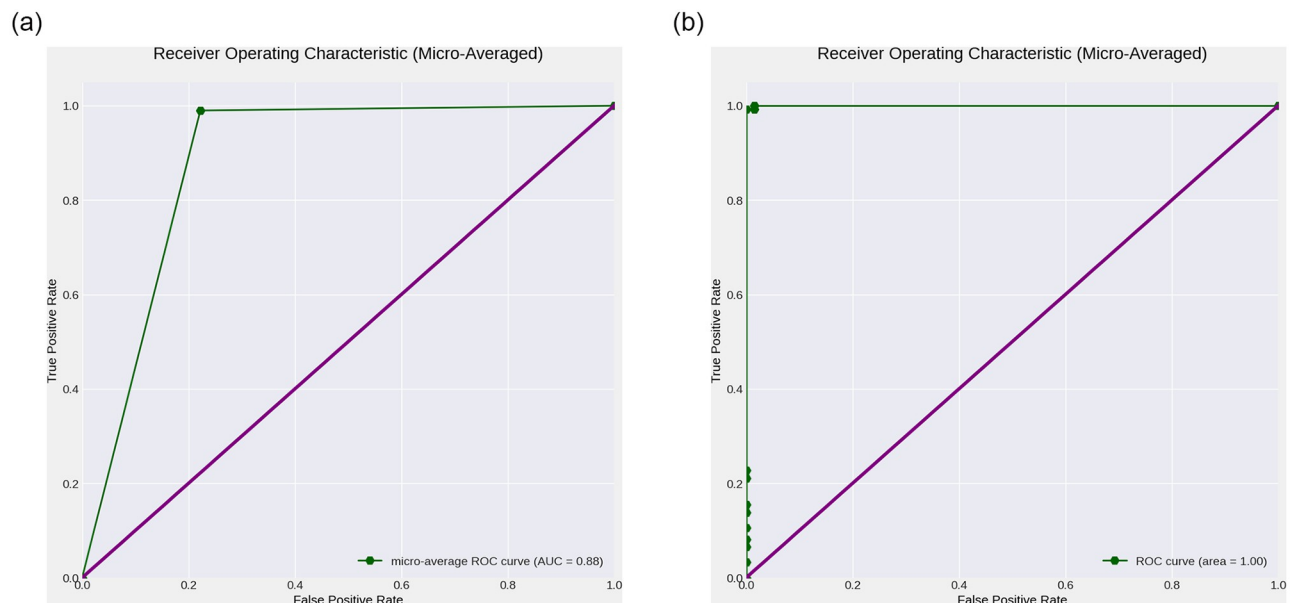 (a)
Receiver Operating Characteristic (Micro-Averaged)
1.0
0.8
0.6
0.4
0.2
0.0
True Positive Rate
micro-average ROC curve (AUC = 0.88)
0.0 0.2 0.4 0.6 0.8 1.0
False Positive Rate
(b)
Receiver Operating Characteristic (Micro-Averaged)
1.0
0.8
0.6
0.4
0.2
0.0
True Positive Rate
ROC curve (area = 1.00)
0.0 0.2 0.4 0.6 0.8 1.0
False Positive Rate